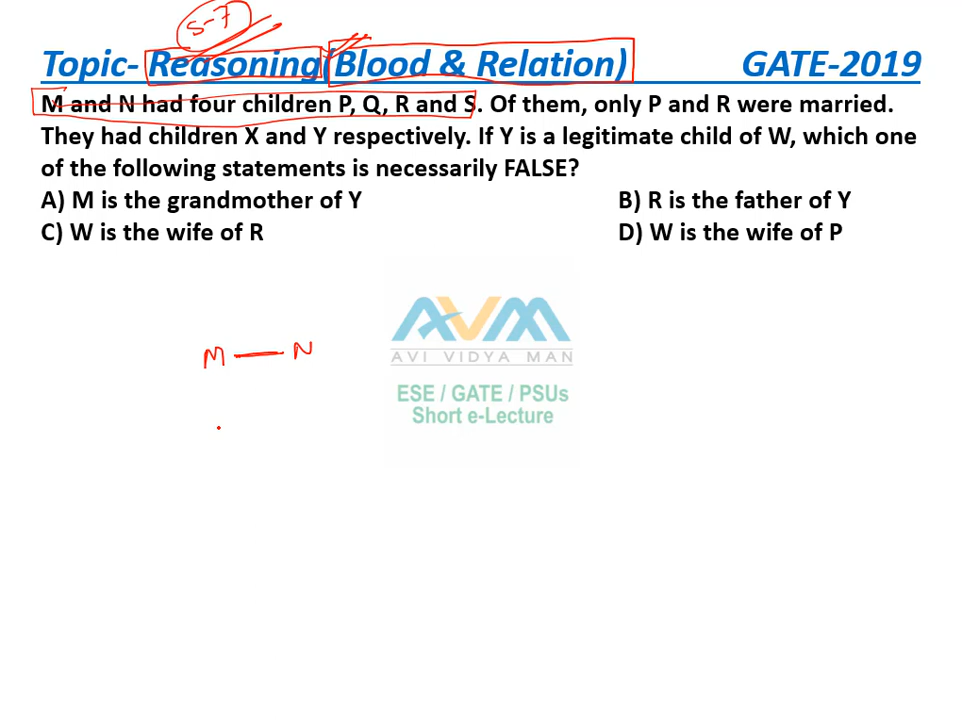 S-7
Topic- Reasoning(Blood & Relation) GATE-2019
M and N had four children P, Q, R and S. Of them, only P and R were married.
They had children X and Y respectively. If Y is a legitimate child of W, which one
of the following statements is necessarily FALSE?
A) M is the grandmother of Y B) R is the father of Y
C) W is the wife of R D) W is the wife of P
M — N
AVM
AVI VIDYA MAN
ESE / GATE / PSUs
Short e-Lecture